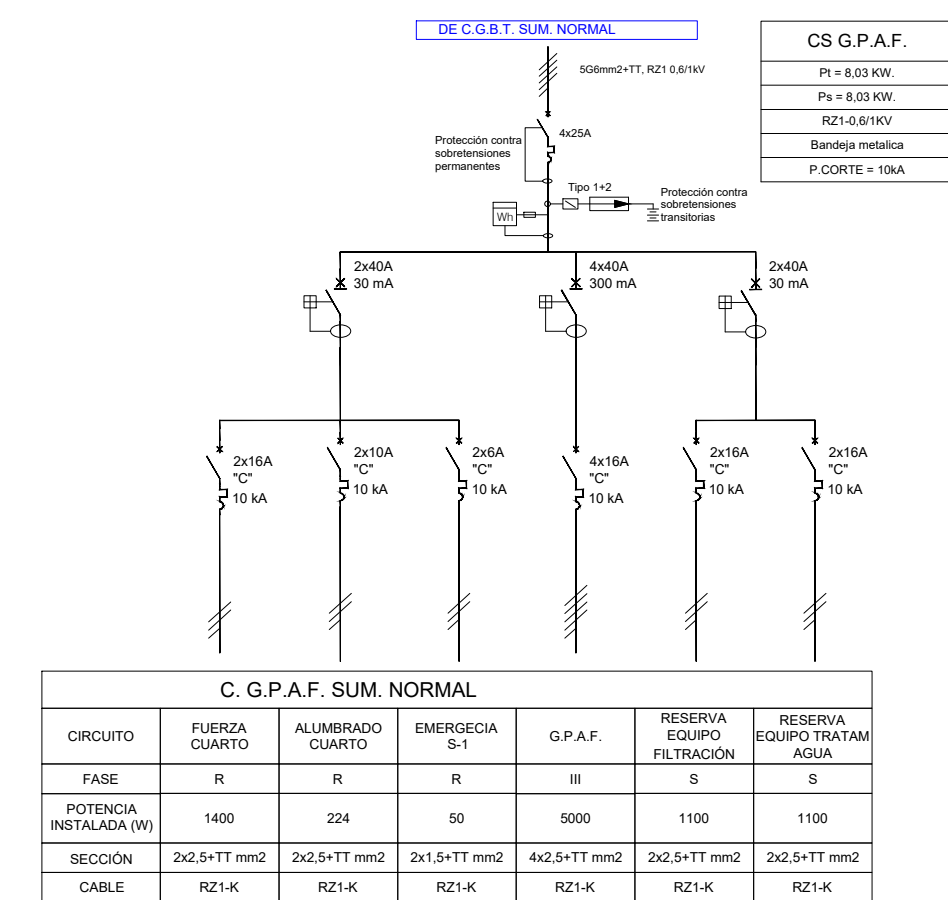 DE C.G.B.T. SUM. NORMAL
CS G.P.A.F.
Pt = 8,03 KW.
Ps = 8,03 KW.
RZ1-0,6/1KV
Bandeja metalica
P.CORTE = 10kA
5G6mm2+TT, RZ1 0,6/1kV
4x25A
Protección contra
sobretensiones
permanentes
Tipo 1+2
Protección contra
sobretensiones
transitorias
Wh
2x40A
30 mA
4x40A
300 mA
2x40A
30 mA
2x16A
"C"
10 kA
2x10A
"C"
10 kA
2x6A
"C"
10 kA
4x16A
"C"
10 kA
2x16A
"C"
10 kA
2x16A
"C"
10 kA
C. G.P.A.F. SUM. NORMAL
CIRCUITO
FUERZA
CUARTO
ALUMBRADO
CUARTO
EMERGECIA
S-1
G.P.A.F.
RESERVA
EQUIPO
FILTRACIÓN
RESERVA
EQUIPO TRATAM
AGUA
FASE R R R III S S
POTENCIA
INSTALADA (W)
1400 224 50 5000 1100 1100
SECCIÓN 2x2,5+TT mm2 2x2,5+TT mm2 2x1,5+TT mm2 4x2,5+TT mm2 2x2,5+TT mm2 2x2,5+TT mm2
CABLE RZ1-K RZ1-K RZ1-K RZ1-K RZ1-K RZ1-K